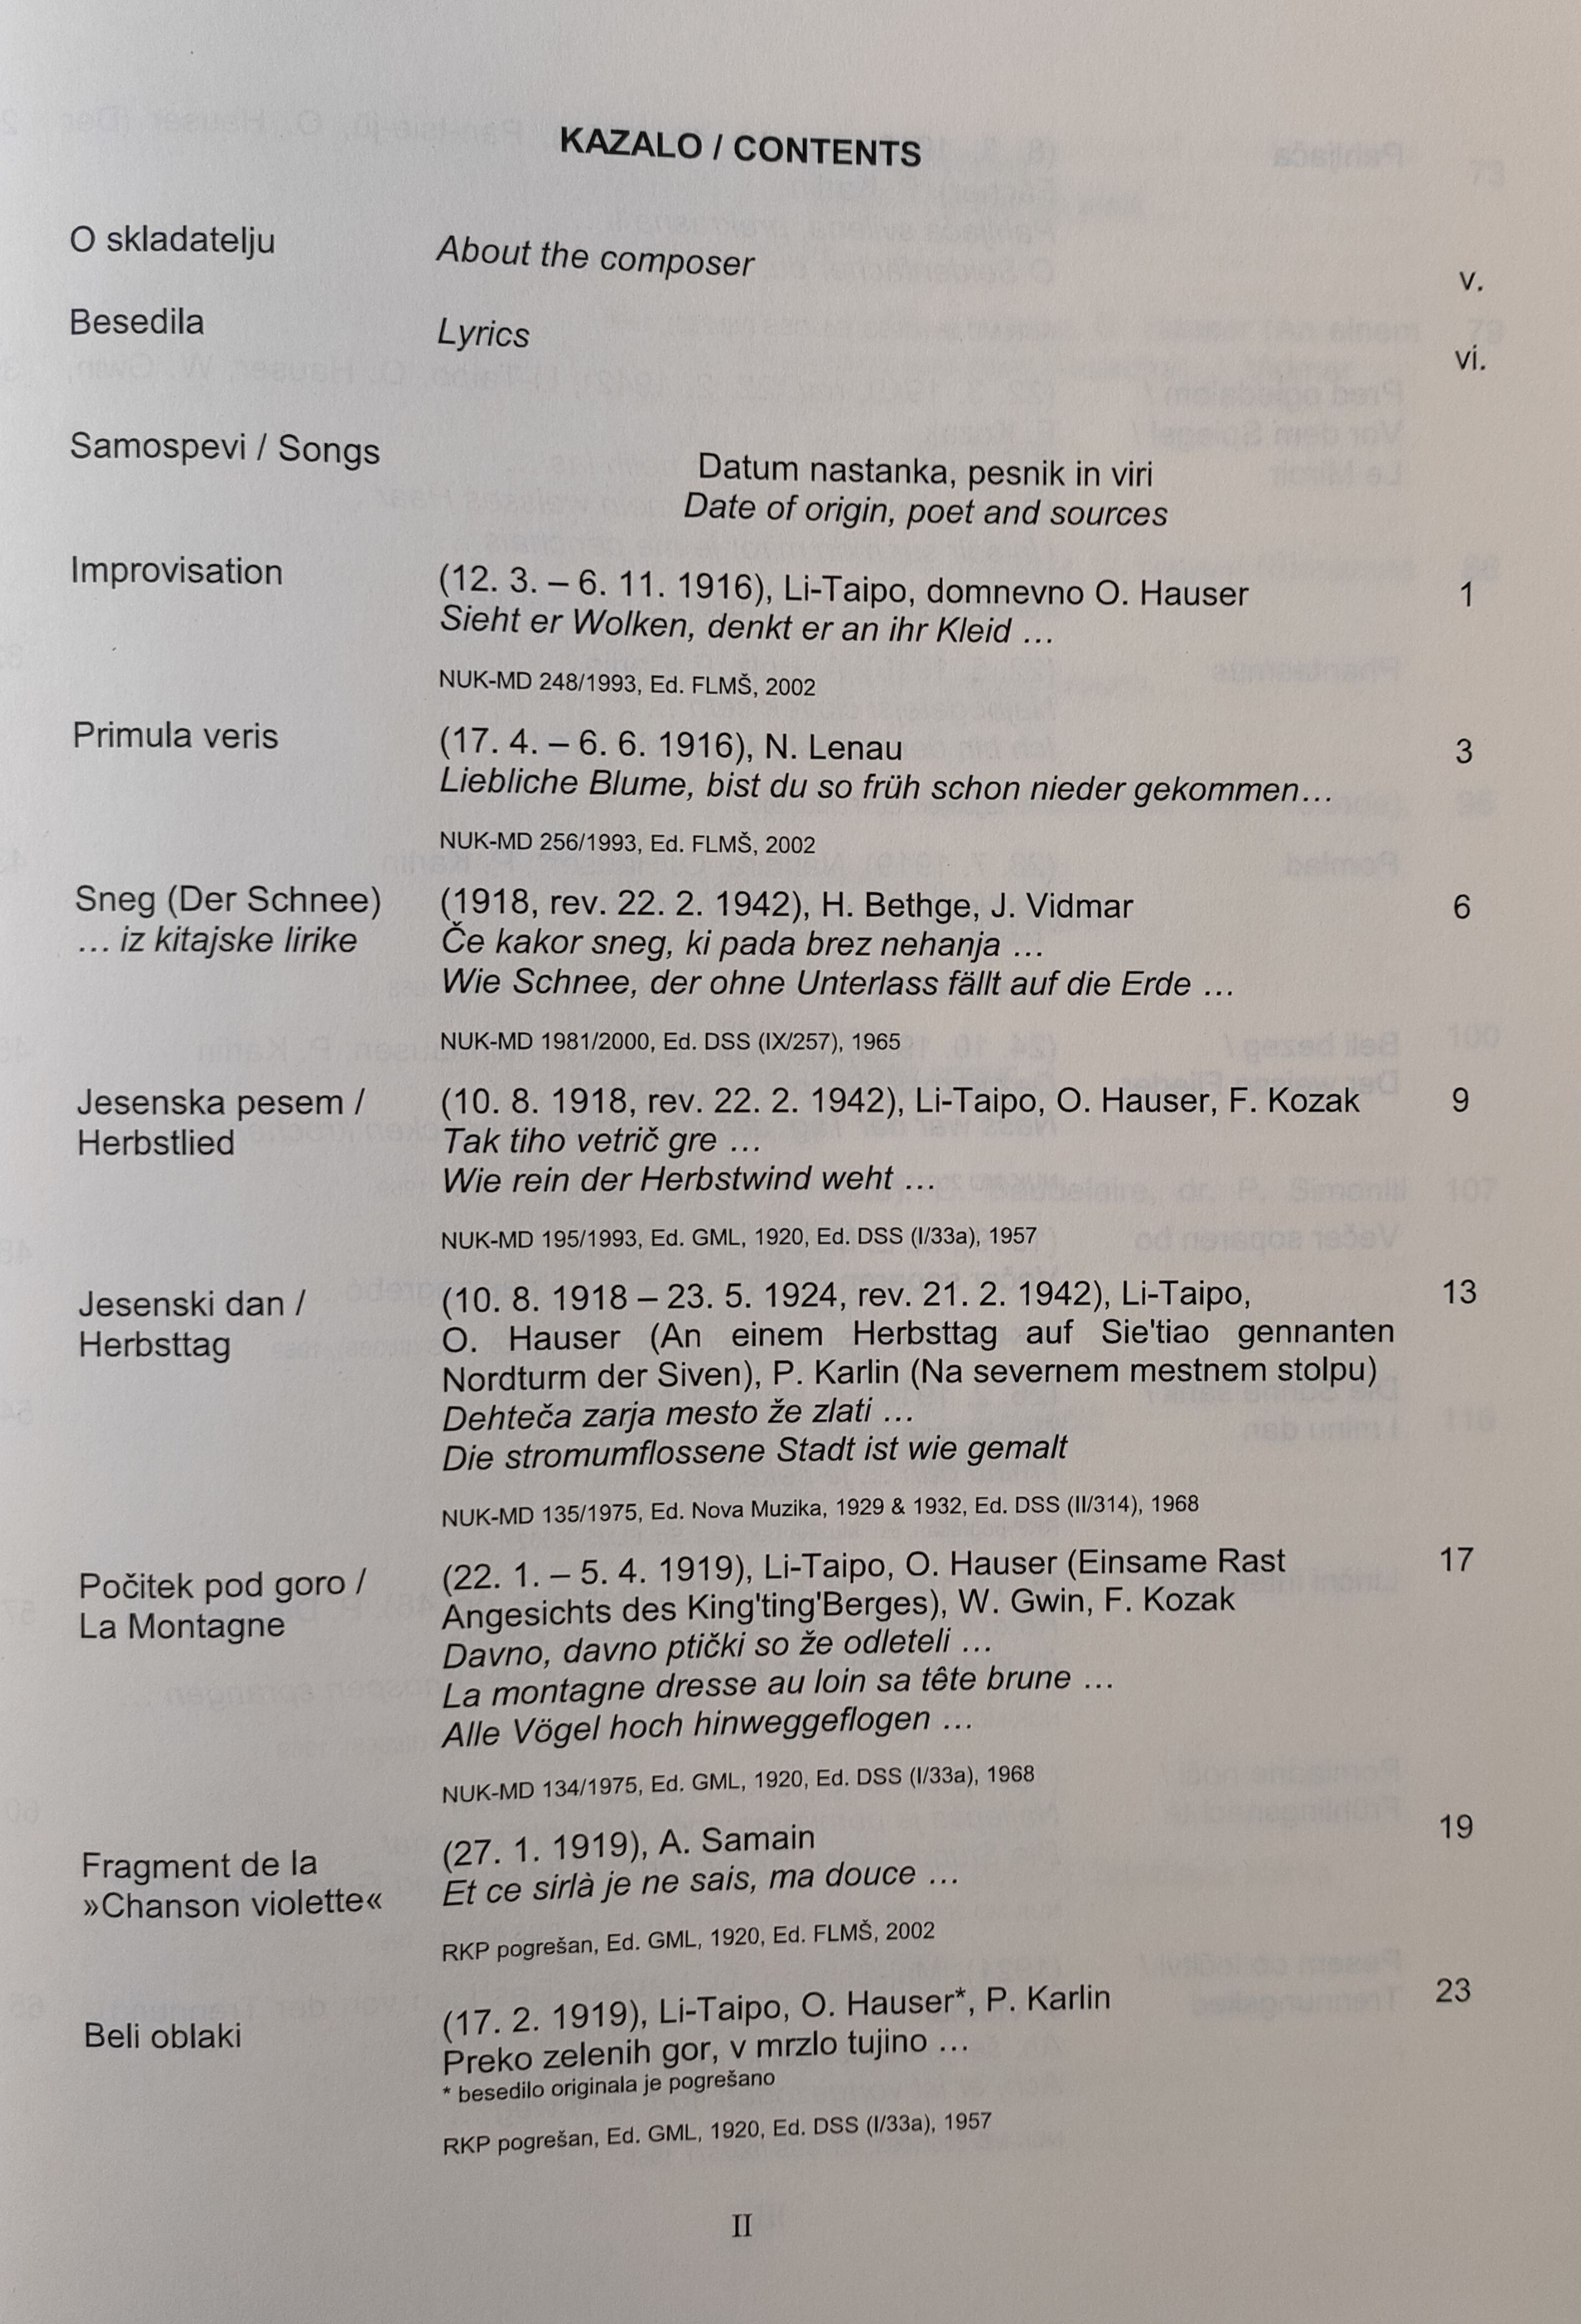 KAZALO / CONTENTS
O skladatelju About the composer v.
Besedila Lyrics vi.
Samospevi / Songs Datum nastanka, pesnik in viri
Date of origin, poet and sources
Improvisation (12. 3. – 6. 11. 1916), Li-Taipo, domnevno O. Hauser 1
Sieht er Wolken, denkt er an ihr Kleid …
NUK-MD 248/1993, Ed. FLMŠ, 2002
Primula veris (17. 4. – 6. 6. 1916), N. Lenau 3
Liebliche Blume, bist du so früh schon nieder gekommen…
NUK-MD 256/1993, Ed. FLMŠ, 2002
Sneg (Der Schnee) (1918, rev. 22. 2. 1942), H. Bethge, J. Vidmar 6
… iz kitajske lirike Če kakor sneg, ki pada brez nehanja …
Wie Schnee, der ohne Unterlass fällt auf die Erde …
NUK-MD 1981/2000, Ed. DSS (IX/257), 1965
Jesenska pesem / (10. 8. 1918, rev. 22. 2. 1942), Li-Taipo, O. Hauser, F. Kozak 9
Herbstlied Tak tiho vetrič gre …
Wie rein der Herbstwind weht …
NUK-MD 195/1993, Ed. GML, 1920, Ed. DSS (I/33a), 1957
Jesenski dan / (10. 8. 1918 – 23. 5. 1924, rev. 21. 2. 1942), Li-Taipo, 13
Herbsttag O. Hauser (An einem Herbsttag auf Sie'tiao gennanten
Nordturm der Siven), P. Karlin (Na severnem mestnem stolpu)
Dehteča zarja mesto že zlati …
Die stromumflossene Stadt ist wie gemalt
NUK-MD 135/1975, Ed. Nova Muzika, 1929 & 1932, Ed. DSS (II/314), 1968
Počitek pod goro / (22. 1. – 5. 4. 1919), Li-Taipo, O. Hauser (Einsame Rast 17
La Montagne Angesichts des King'ting'Berges), W. Gwin, F. Kozak
Davno, davno ptički so že odleteli …
La montagne dresse au loin sa tête brune …
Alle Vögel hoch hinweggeflogen …
NUK-MD 134/1975, Ed. GML, 1920, Ed. DSS (I/33a), 1968
Fragment de la (27. 1. 1919), A. Samain 19
»Chanson violette« Et ce sirlà je ne sais, ma douce …
RKP pogrešan, Ed. GML, 1920, Ed. FLMŠ, 2002
Beli oblaki (17. 2. 1919), Li-Taipo, O. Hauser*, P. Karlin 23
Preko zelenih gor, v mrzlo tujino …
* besedilo originala je pogrešano
RKP pogrešan, Ed. GML, 1920, Ed. DSS (I/33a), 1957
II